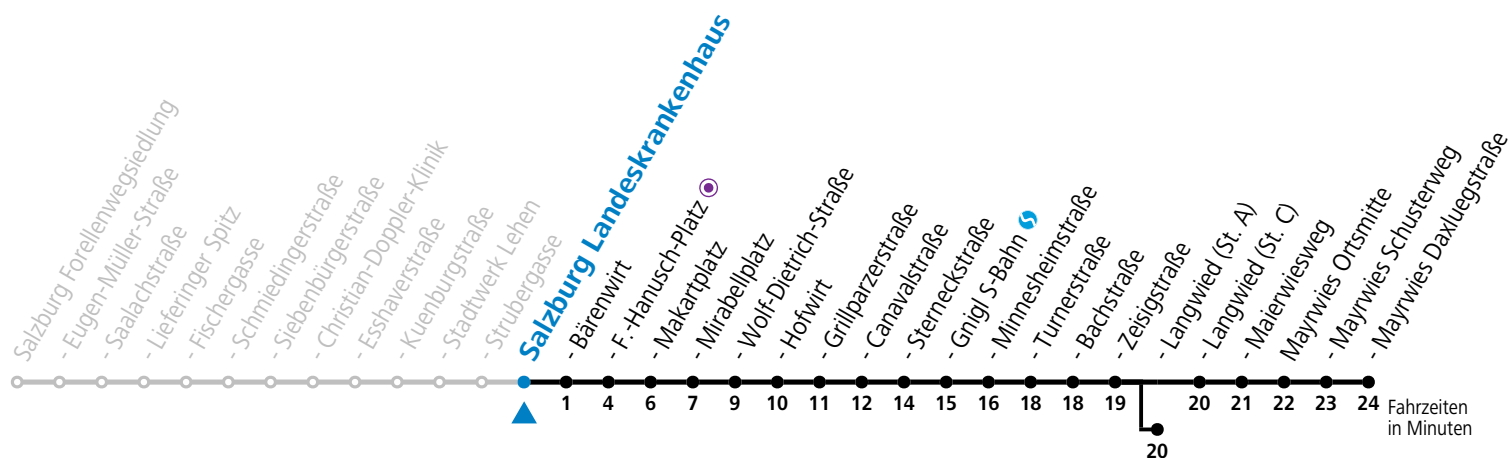 Salzburg Forellenwegsiedlung
- Eugen-Müller-Straße
- Saalachstraße
- Lieferinger Spitz
- Fischergasse
- Schmiedingerstraße
- Siebenbürgerstraße
- Christian-Doppler-Klinik
- Esshaverstraße
- Kuenburgstraße
- Stadtwerk Lehen
- Strubergasse
Salzburg Landeskrankenhaus
- Bärenwirt
- F.-Hanusch-Platz
- Makartplatz
- Mirabellplatz
- Wolf-Dietrich-Straße
- Hofwirt
- Grillparzerstraße
- Canavalstraße
- Sterneckstraße
- Gnigl S-Bahn
- Minnesheimstraße
- Turnerstraße
- Bachstraße
- Zeisigstraße
- Langwied (St. A)
- Langwied (St. C)
- Maierwiesweg
Mayrwies Ortsmitte
- Mayrwies Schusterweg
- Mayrwies Daxluegstraße
1 4 6 7 9 10 11 12 14 15 16 18 18 19 20 21 22 23 24
Fahrzeiten
in Minuten
20